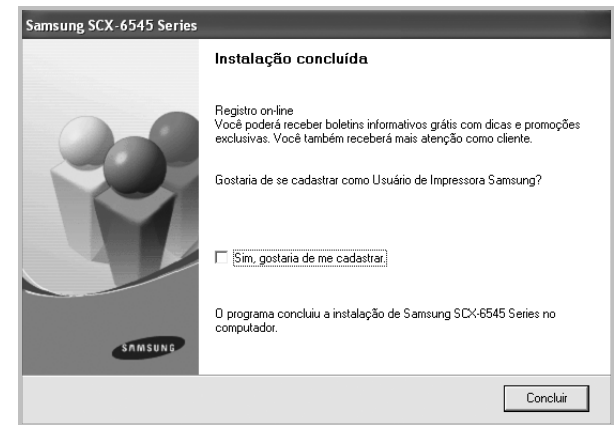 Samsung SCX-6545 Series
Instalação concluída
Registro on-line
Você poderá receber boletins informativos grátis com dicas e promoções
exclusivas. Você também receberá mais atenção como cliente.
Gostaria de se cadastrar como Usuário de Impressora Samsung?
Sim, gostaria de me cadastrar.
O programa concluiu a instalação de Samsung SCX-6545 Series no
computador.
SAMSUNG
Concluir